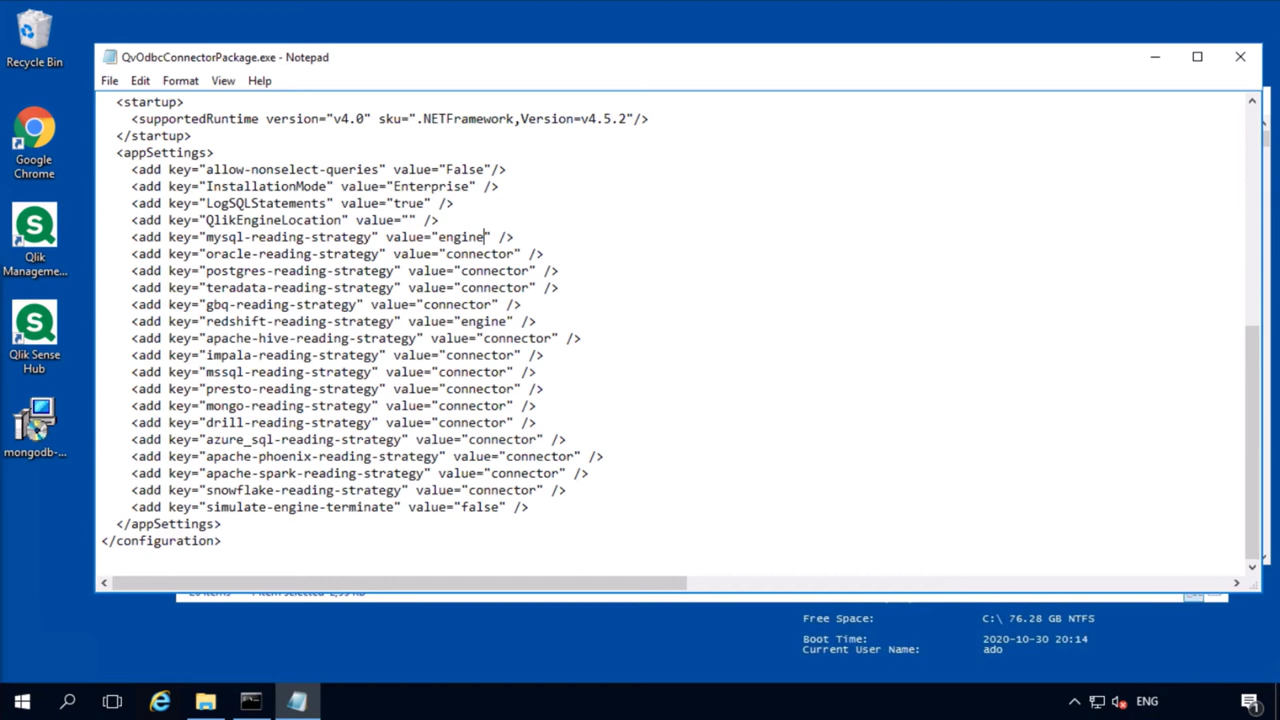 Recycle Bin
Google
Chrome
Qlik
Manageme...
Qlik Sense
Hub
mongodb-...
QvOdbcConnectorPackage.exe - Notepad
File Edit Format View Help
<startup>
<supportedRuntime version="v4.0" sku=".NETFramework,Version=v4.5.2"/>
</startup>
<appSettings>
<add key="allow-nonselect-queries" value="False"/>
<add key="InstallationMode" value="Enterprise" />
<add key="LogSQLStatements" value="true" />
<add key="QlikEngineLocation" value="" />
<add key="mysql-reading-strategy" value="engine" />
<add key="oracle-reading-strategy" value="connector" />
<add key="postgres-reading-strategy" value="connector" />
<add key="teradata-reading-strategy" value="connector" />
<add key="gbq-reading-strategy" value="connector" />
<add key="redshift-reading-strategy" value="engine" />
<add key="apache-hive-reading-strategy" value="connector" />
<add key="impala-reading-strategy" value="connector" />
<add key="mssql-reading-strategy" value="connector" />
<add key="presto-reading-strategy" value="connector" />
<add key="mongo-reading-strategy" value="connector" />
<add key="drill-reading-strategy" value="connector" />
<add key="azure_sql-reading-strategy" value="connector" />
<add key="apache-phoenix-reading-strategy" value="connector" />
<add key="apache-spark-reading-strategy" value="connector" />
<add key="snowflake-reading-strategy" value="connector" />
<add key="simulate-engine-terminate" value="false" />
</appSettings>
</configuration>
Free Space: C:\ 76.28 GB NTFS
Boot Time: 2020-10-30 20:14
Current User Name: ado
ENG
1